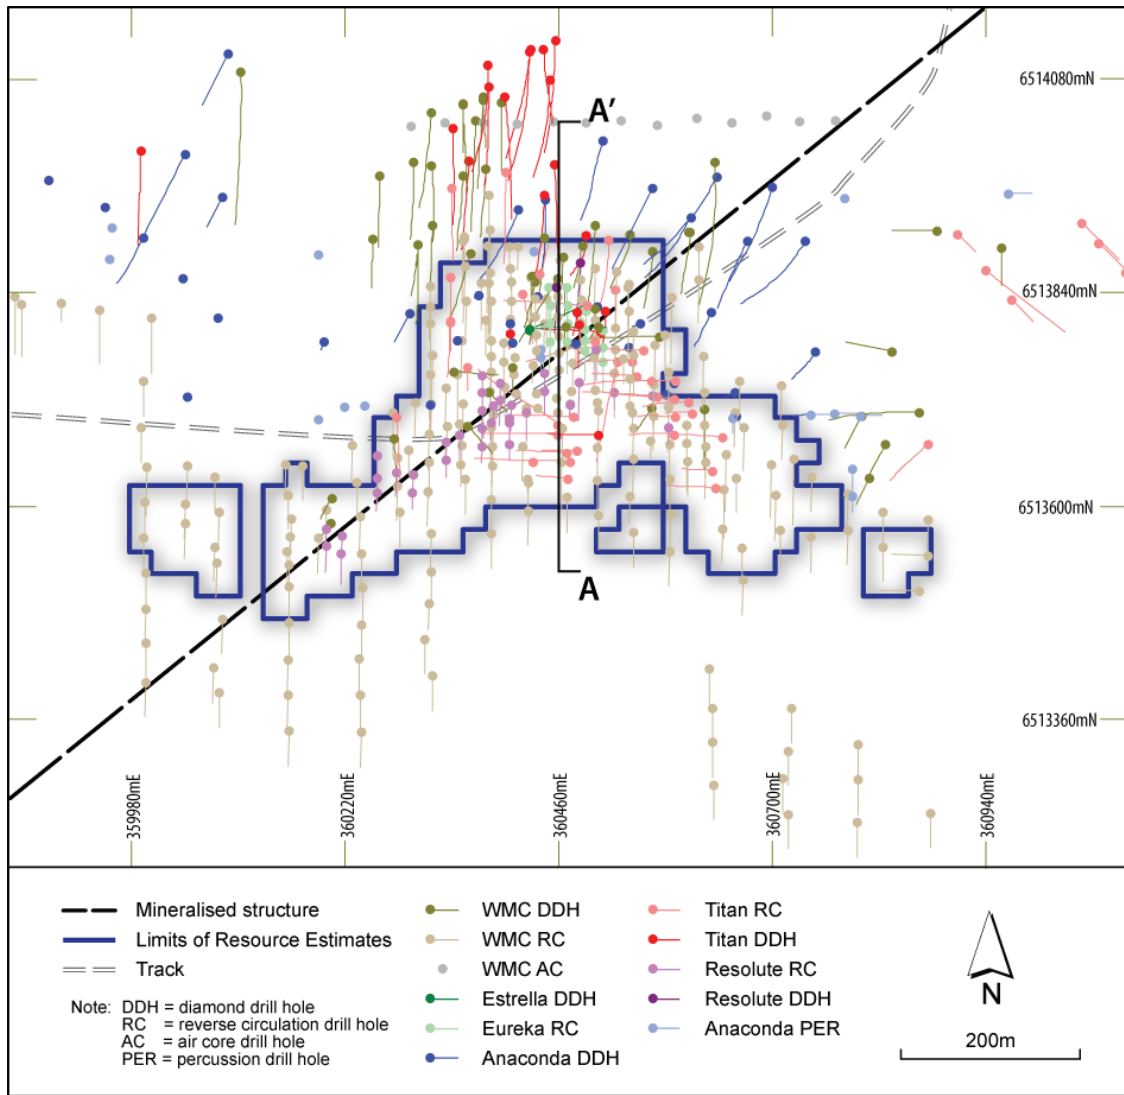 A’
6514080mN
6513840mN
6513600mN
A
6513360mN
359980mE
360220mE
360460mE
360700mE
360940mE
Mineralised structure
Limits of Resource Estimates
Track
Note: DDH = diamond drill hole
RC = reverse circulation drill hole
AC = air core drill hole
PER = percussion drill hole
WMC DDH
WMC RC
WMC AC
Estrella DDH
Eureka RC
Anaconda DDH
Titan RC
Titan DDH
Resolute RC
Resolute DDH
Anaconda PER
N
200m